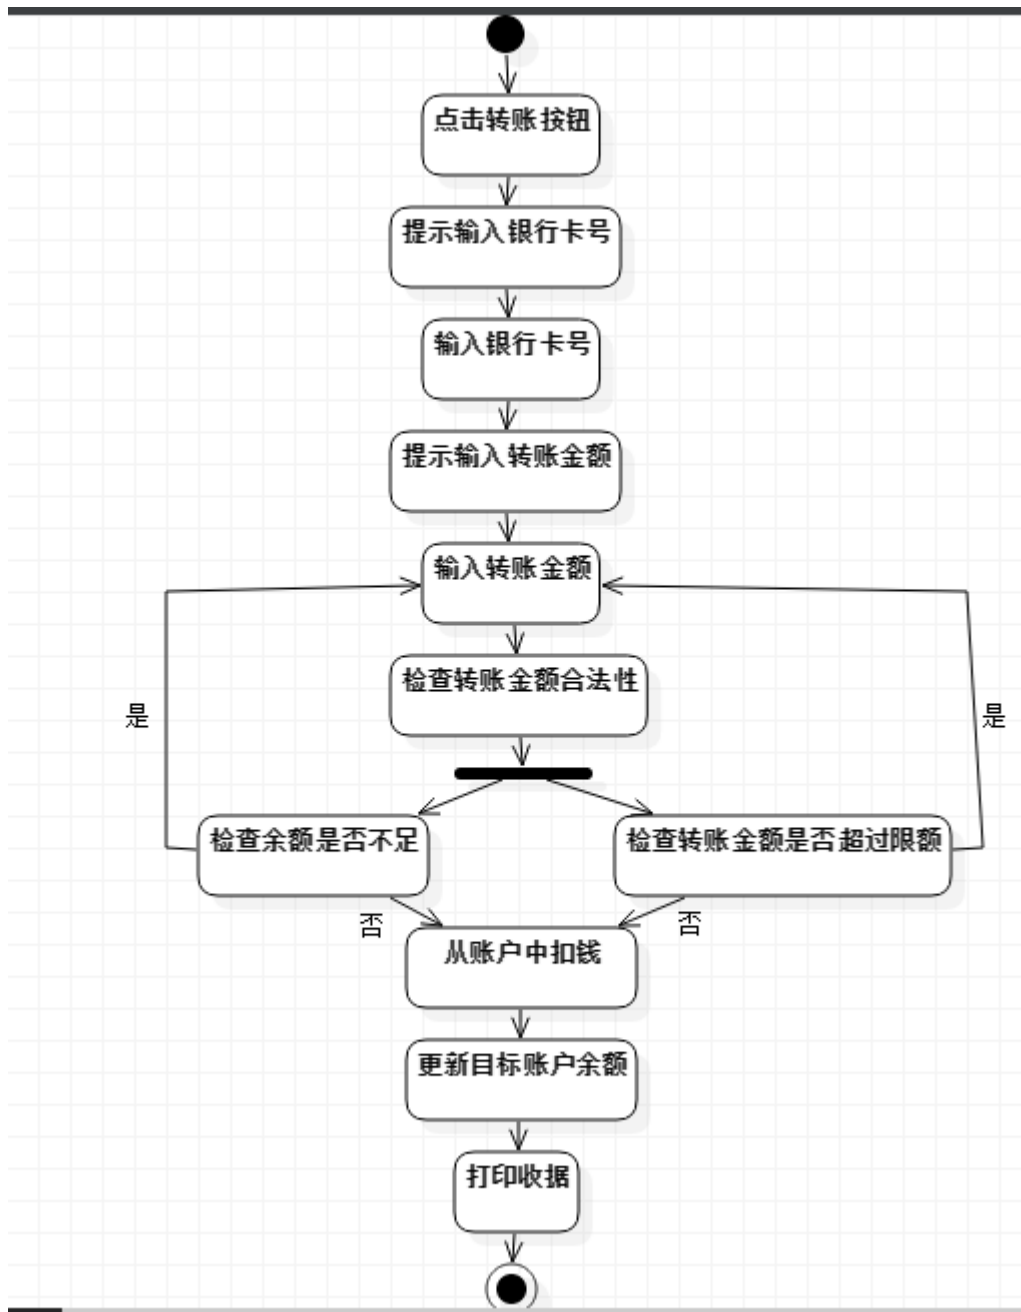 点击转账按钮
提示输入银行卡号
输入银行卡号
提示输入转账金额
输入转账金额
检查转账金额合法性
是
是
检查余额是否不足
检查转账金额是否超过限额
否
否
从账户中扣钱
更新目标账户余额
打印收据